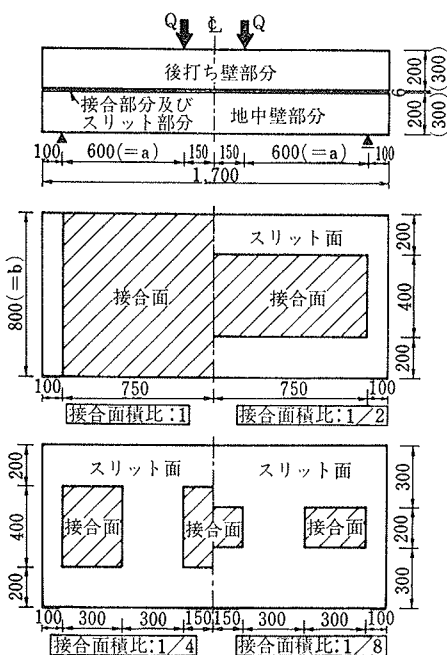 Q ℄ Q
後打ち壁部分
接合部分及び
スリット部分
地中壁部分
200 (300)
6
200 (300)
100 600(=a) 150 150 600(=a) 100
1,700
800(=b)
接合面
スリット面
接合面
200
400
200
100 750 750 100
接合面積比:1 接合面積比:1/2
200
400
200
スリット面 スリット面
接合面 接合面 接合面
300
200
300
100 300 300 150 150 300 300 100
接合面積比:1/4 接合面積比:1/8